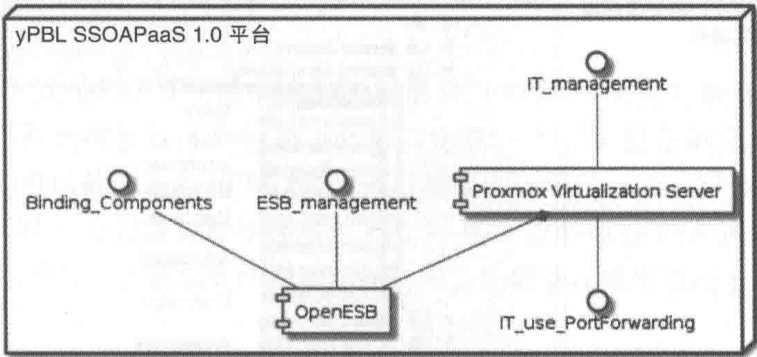 yPBL SSOAPaaS 1.0 平台
IT_management
Binding_Components
ESB_management
Proxmox Virtualization Server
OpenESB
IT_use_PortForwarding